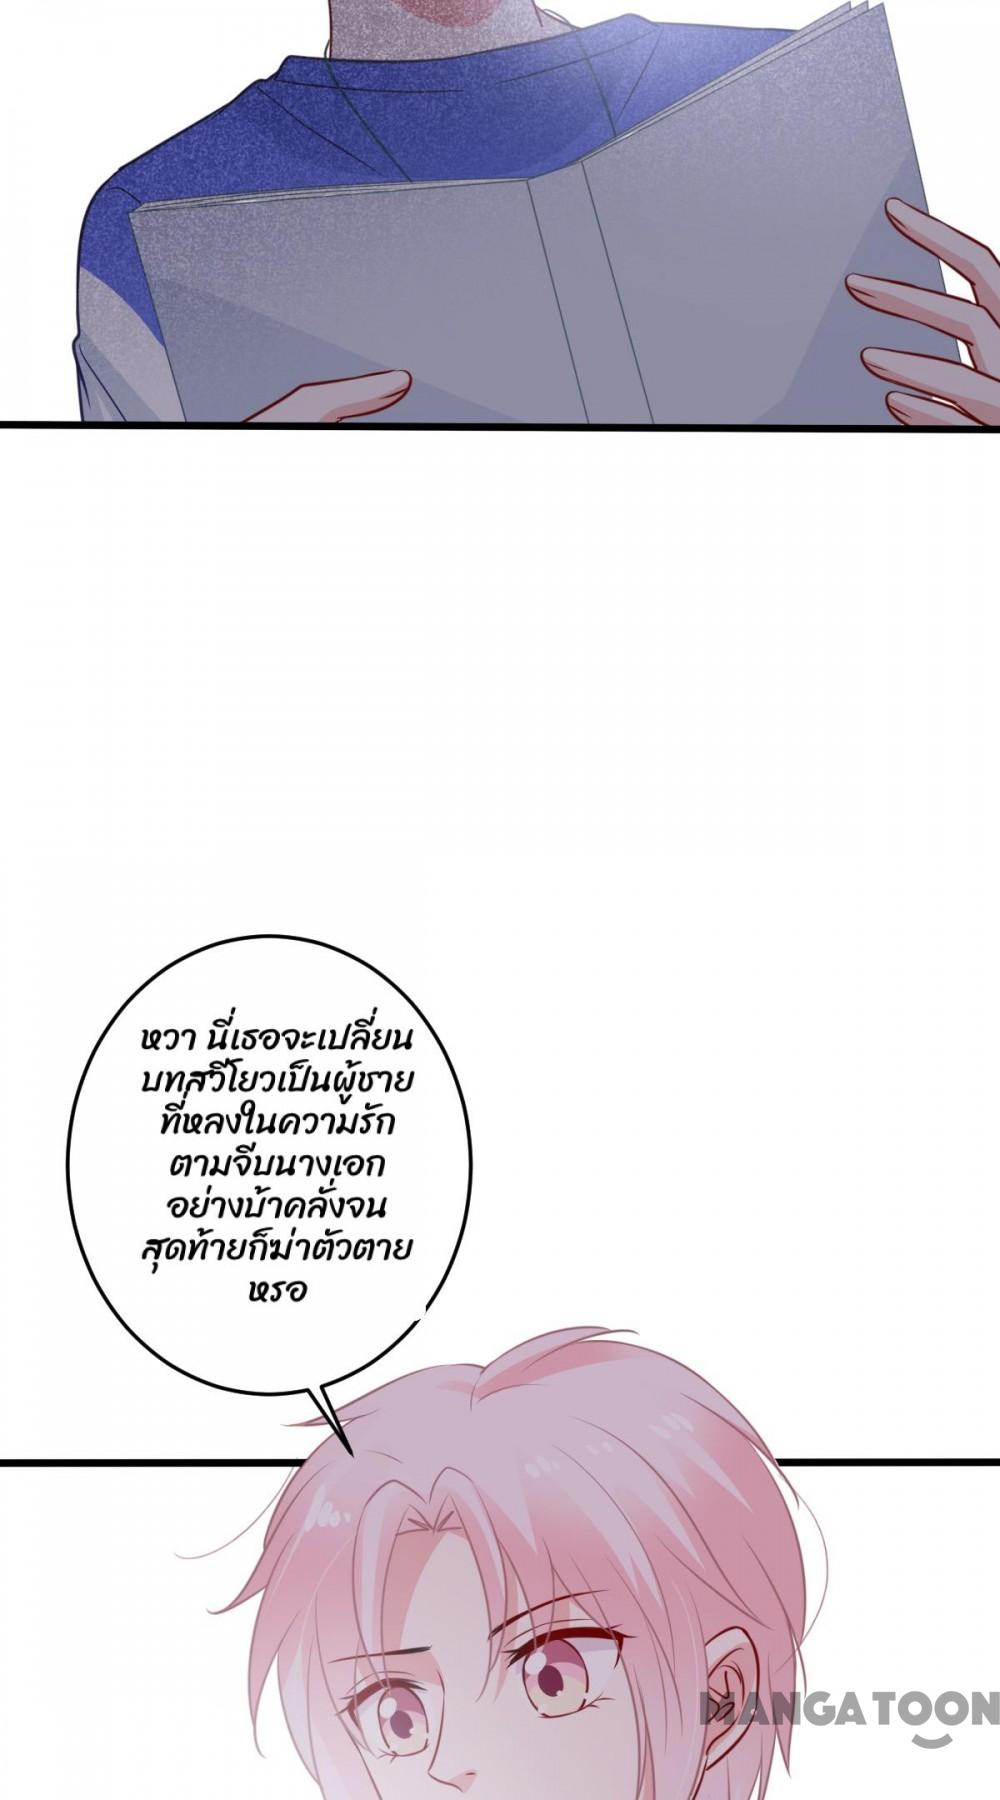 หวา นี่เธอจะเปลี่ยน
บทสวีโยวเป็นผู้ชาย
ที่หลงในความรัก
ตามจีบนางเอก
อย่างบ้าคลั่งจน
สุดท้ายก็ฆ่าตัวตาย
หรอ
MANGATOON